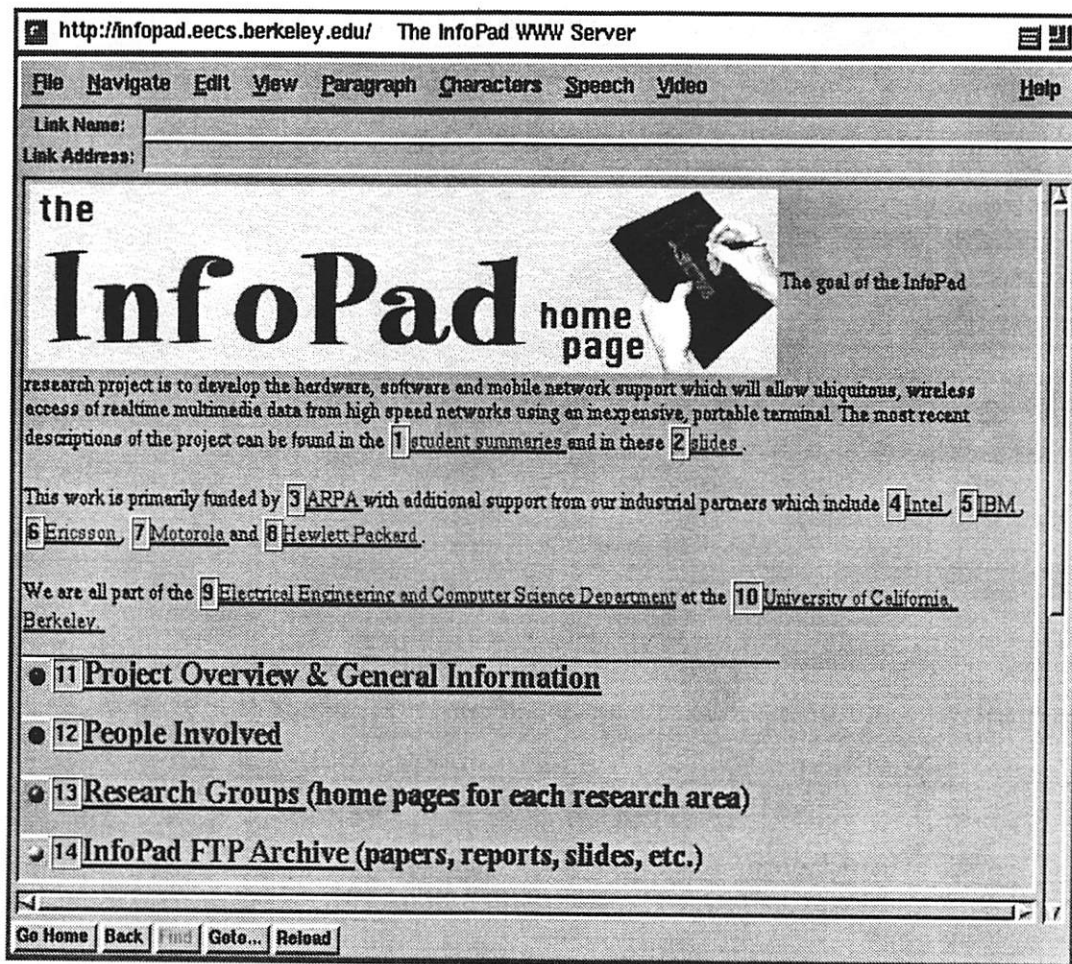 http://infopad.eecs.berkeley.edu/ The InfoPad WWW Server
File Navigate Edit View Paragraph Characters Speech Video Help
Link Name:
Link Address:
the
InfoPad
home
page
The goal of the InfoPad
research project is to develop the hardware, software and mobile network support which will allow ubiquitous, wireless
access of realtime multimedia data from high speed networks using an inexpensive, portable terminal. The most recent
descriptions of the project can be found in the 1 student summaries and in these 2 slides.
This work is primarily funded by 3 ARPA with additional support from our industrial partners which include 4 Intel, 5 IBM,
6 Ericsson, 7 Motorola and 8 Hewlett Packard.
We are all part of the 9 Electrical Engineering and Computer Science Department at the 10 University of California,
Berkeley.
11 Project Overview & General Information
12 People Involved
13 Research Groups (home pages for each research area)
14 InfoPad FTP Archive (papers, reports, slides, etc.)
Go Home Back Find Goto... Reload